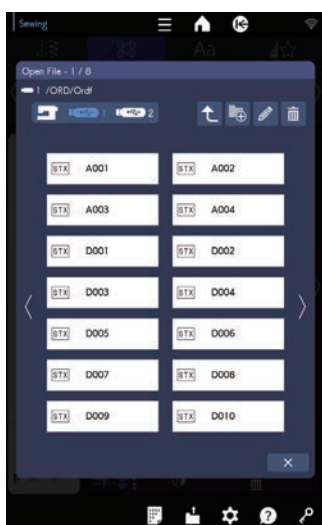 Sewing
Aa
Open File - 1 / 8
1 /ORD/Ordf
1 2
STX A001 STX A002
STX A003 STX A004
STX D001 STX D002
STX D003 STX D004
STX D005 STX D006
STX D007 STX D008
STX D009 STX D010